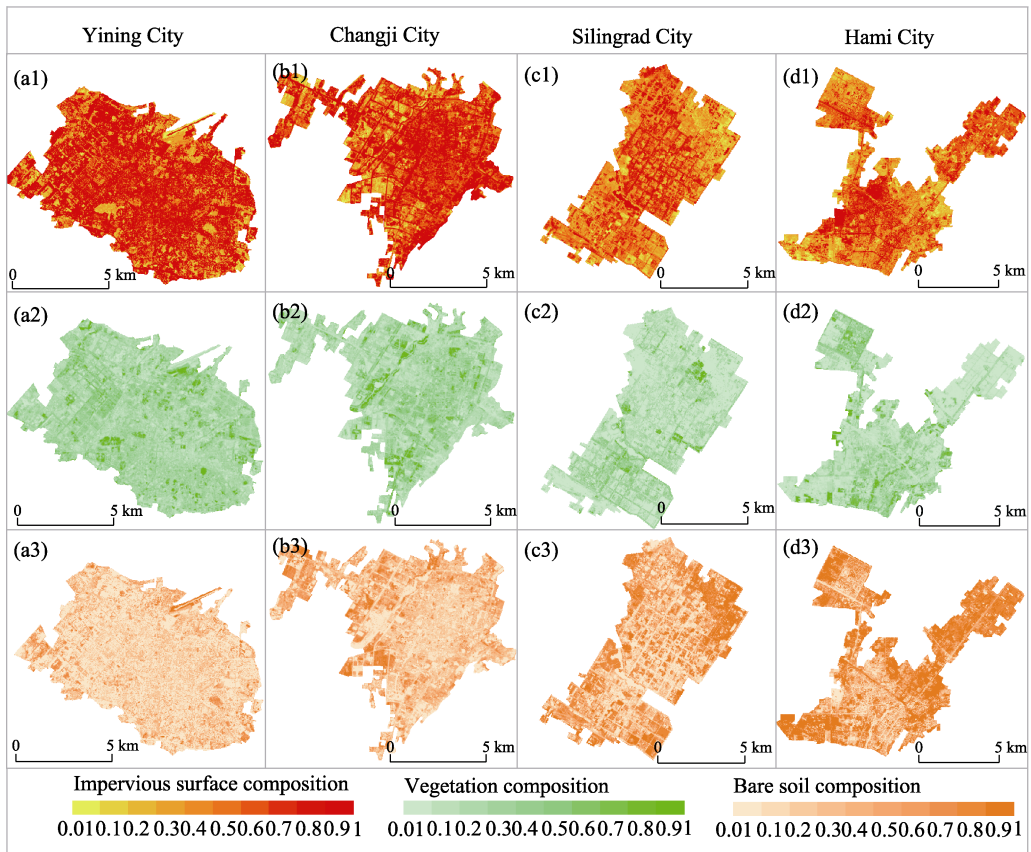 Yining City Changji City Silingrad City Hami City
(a1) (b1) (c1) (d1)
0 5 km 0 5 km 0 5 km 0 5 km
(a2) (b2) (c2) (d2)
0 5 km 0 5 km 0 5 km 0 5 km
(a3) (b3) (c3) (d3)
0 5 km 0 5 km 0 5 km 0 5 km
Impervious surface composition Vegetation composition Bare soil composition
0.01 0.1 0.2 0.3 0.4 0.5 0.6 0.7 0.8 0.9 1 0.01 0.1 0.2 0.3 0.4 0.5 0.6 0.7 0.8 0.9 1 0.01 0.1 0.2 0.3 0.4 0.5 0.6 0.7 0.8 0.9 1